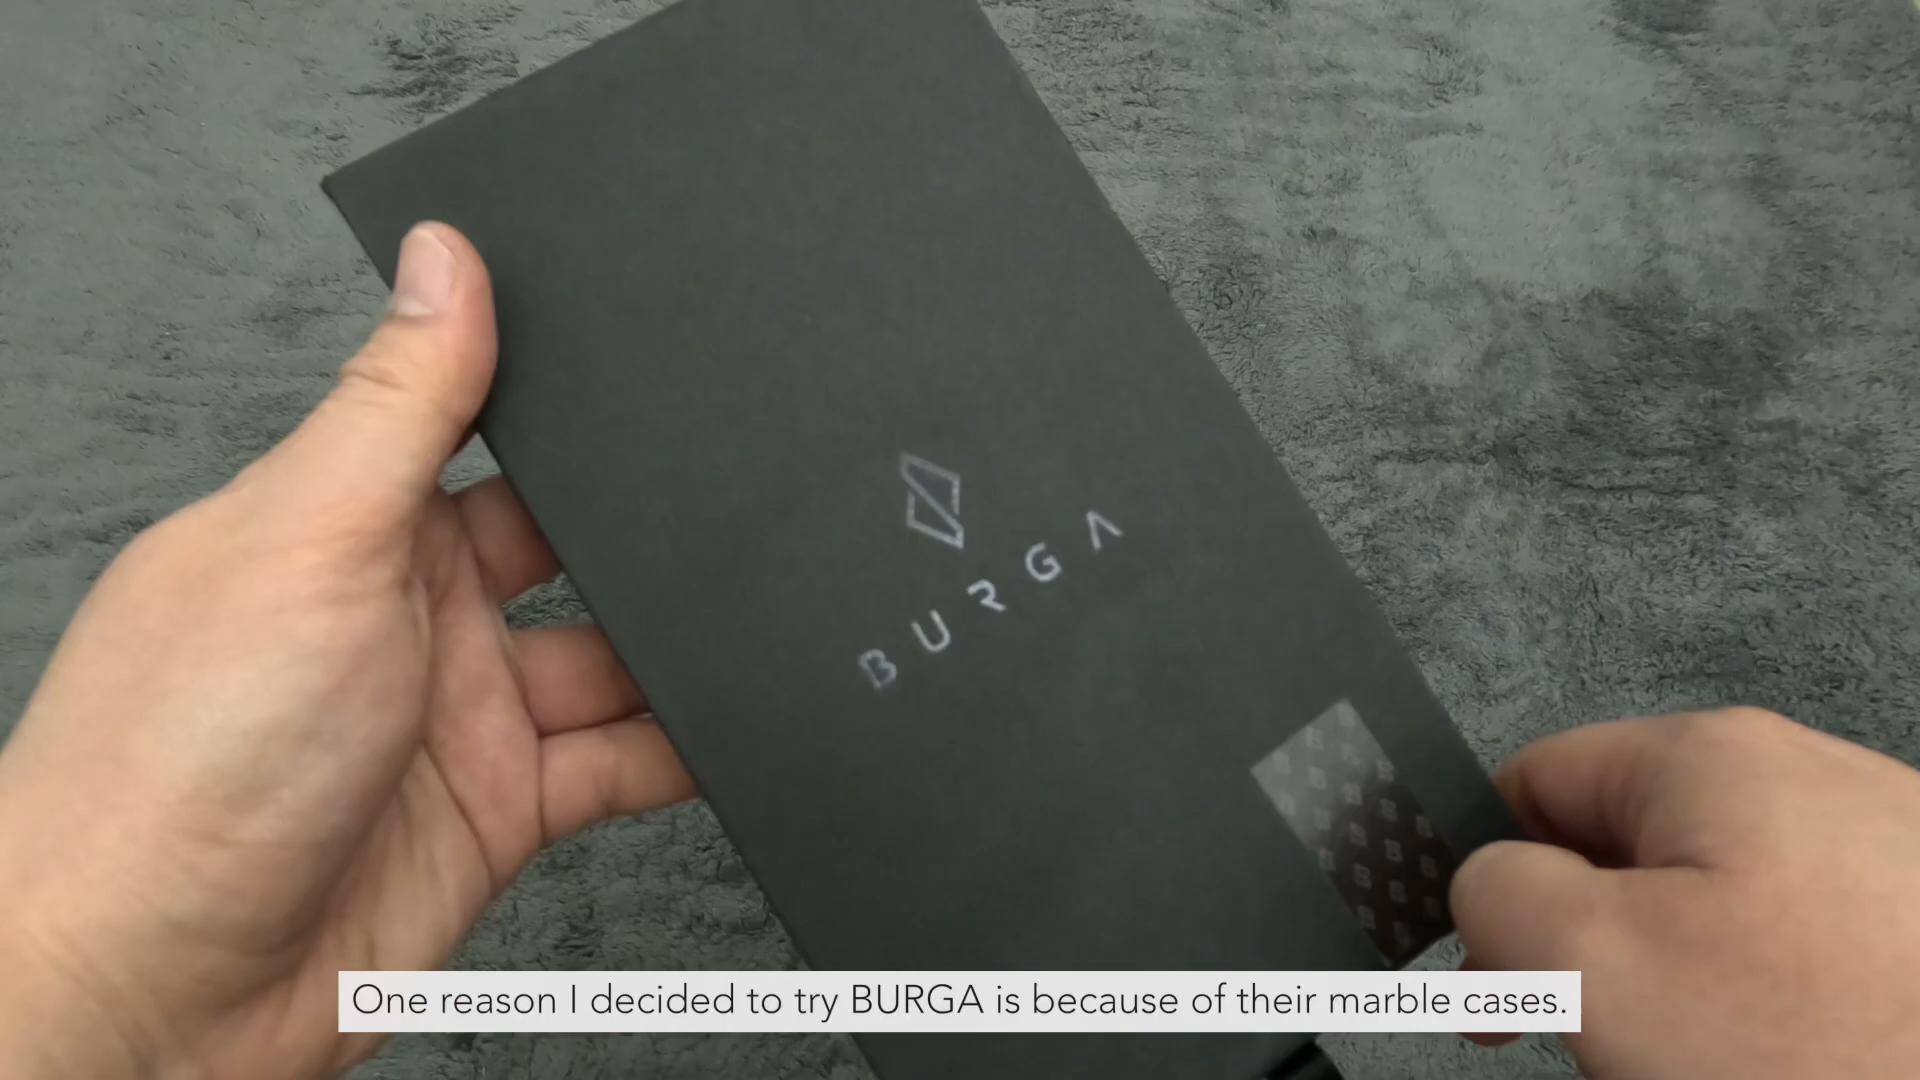 BURGA
One reason I decided to try BURGA is because of their marble cases.